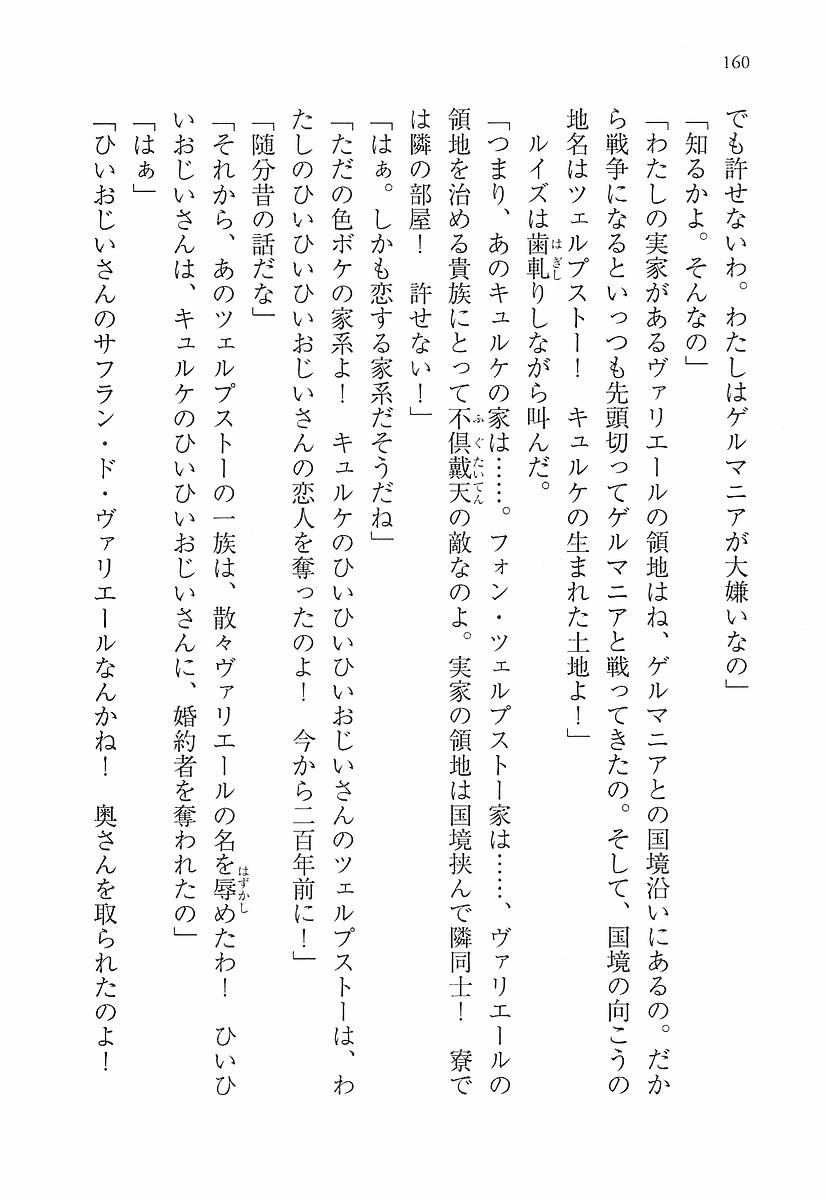 160
でも許せないわ。わたしはゲルマニアが大嫌いなの」
「知るかよ。そんなの」
「わたしの実家があるヴァリエールの領地はね、ゲルマニアとの国境沿いにあるの。だか
ら戦争になるといっつも先頭切ってゲルマニアと戦ってきたの。そして、国境の向こうの
地名はツェルプストー！　キュルケの生まれた土地よ！」
　ルイズは歯軋りしながら叫んだ。
「つまり、あのキュルケの家は……。フォン・ツェルプストー家は……、ヴァリエールの
領地を治める貴族にとって不倶戴天の敵なのよ。実家の領地は国境挟んで隣同士！　寮で
は隣の部屋！　許せない！」
「はぁ。しかも恋する家系だそうだね」
「ただの色ボケの家系よ！　キュルケのひいひいひいおじいさんのツェルプストーは、わ
たしのひいひいひいおじいさんの恋人を奪ったのよ！　今から二百年前に！」
「随分昔の話だな」
「それから、あのツェルプストーの一族は、散々ヴァリエールの名を辱めたわ！　ひいひ
いおじいさんは、キュルケのひいひいおじいさんに、婚約者を奪われたの」
「はぁ」
「ひいおじいさんのサフラン・ド・ヴァリエールなんかね！　奥さんを取られたのよ！